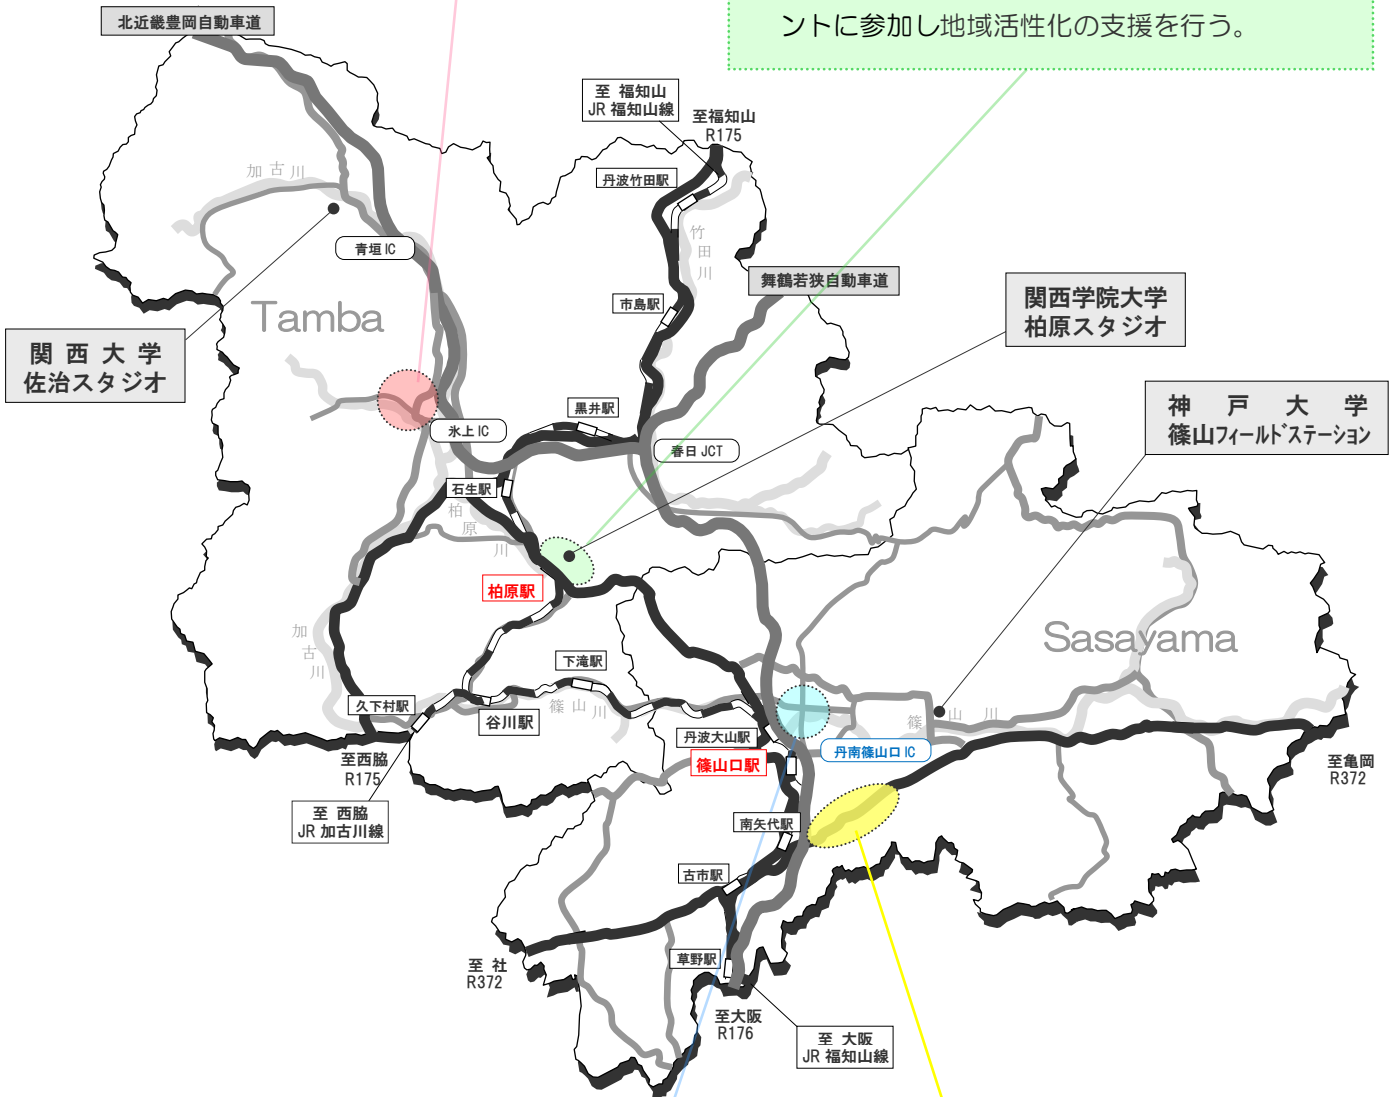 ントに参加し地域活性化の支援を行う。
北近畿豊岡自動車道
至 福知山
JR 福知山線
至福知山
R175
丹波竹田駅
加古川
青垣 IC
竹田川
舞鶴若狭自動車道
市島駅
Tamba
関西学院大学
柏原スタジオ
関 西 大 学
佐治スタジオ
神 戸 大 学
篠山フィールドステーション
黒井駅
氷上 IC
春日 JCT
石生駅
柏原川
柏原駅
加古川
Sasayama
下滝駅
久下村駅
谷川駅
篠山川
篠山川
丹波大山駅
丹南篠山口 IC
篠山口駅
至西脇
R175
至亀岡
R372
至 西脇
JR 加古川線
南矢代駅
古市駅
草野駅
至 社
R372
至大阪
R176
至 大阪
JR 福知山線